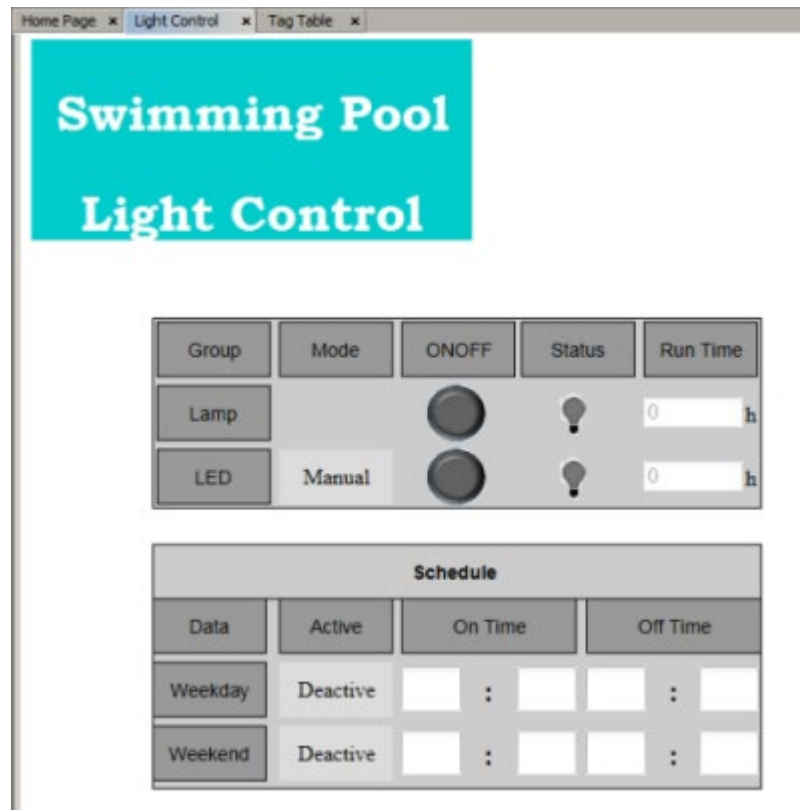 Home Page x Light Control x Tag Table x
Swimming Pool
Light Control
Group Mode ONOFF Status Run Time
Lamp 0 h
LED Manual 0 h
Schedule
Data Active On Time Off Time
Weekday Deactive : :
Weekend Deactive : :